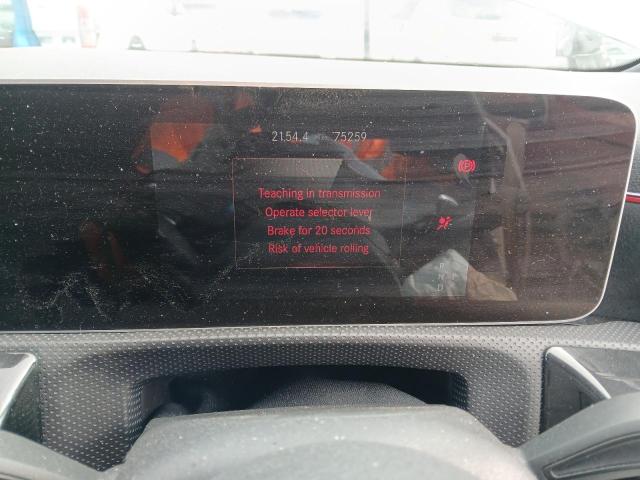 2154.4 75259
Teaching in transmission
Operate selector lever
Brake for 20 seconds
Risk of vehicle rolling
(P)